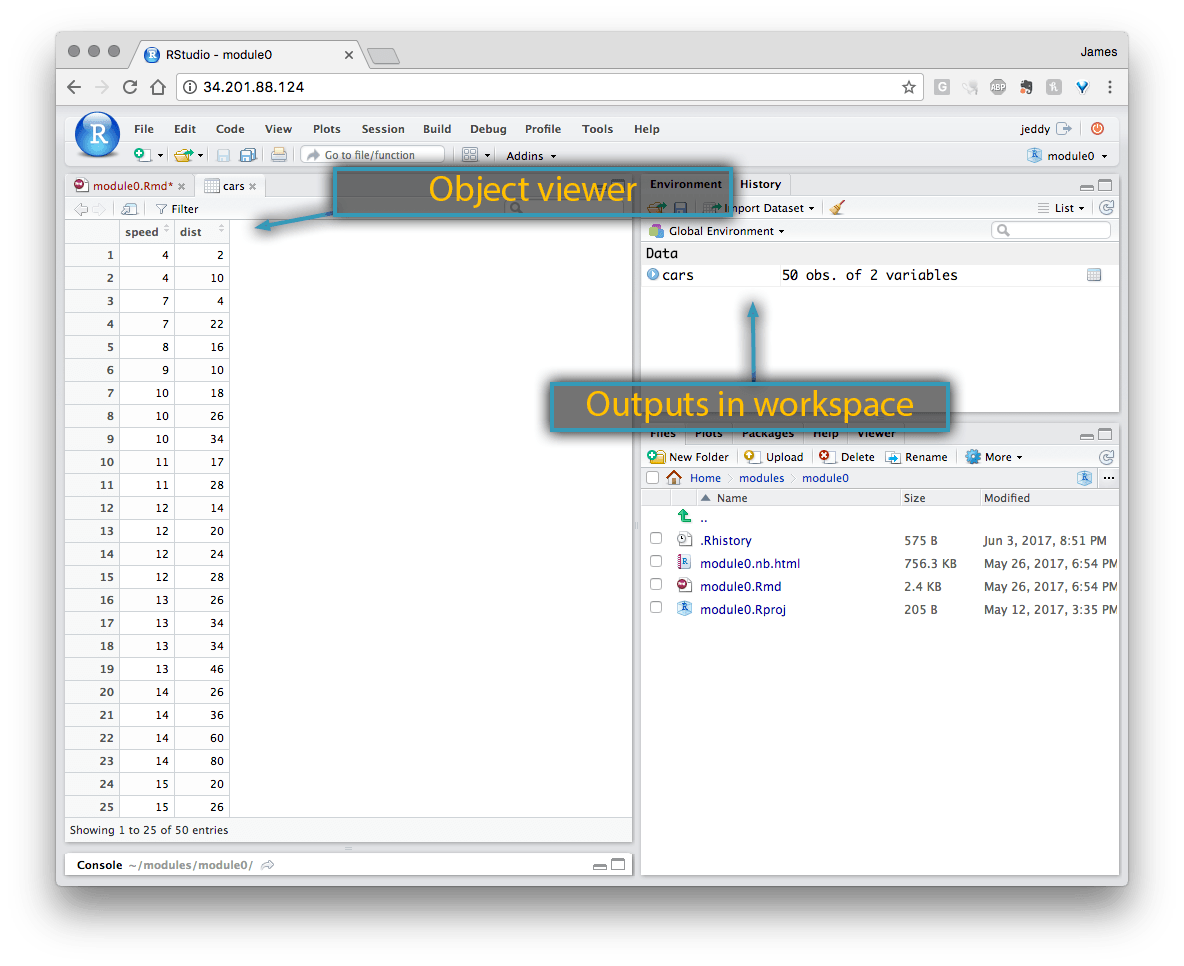 RStudio - module0
James
34.201.88.124
G
ABP
R
File Edit Code View Plots Session Build Debug Profile Tools Help
jeddy
Go to file/function
Addins
module0
module0.Rmd*
cars
Object viewer
Environment History
Filter
Import Dataset
List
Global Environment
speed dist
Data
cars 50 obs. of 2 variables
1 4 2
2 4 10
3 7 4
4 7 22
5 8 16
6 9 10
7 10 18
8 10 26
9 10 34
10 11 17
11 11 28
12 12 14
13 12 20
14 12 24
15 12 28
16 13 26
17 13 34
18 13 34
19 13 46
20 14 26
21 14 36
22 14 60
23 14 80
24 15 20
25 15 26
Showing 1 to 25 of 50 entries
Console ~/modules/module0/
Outputs in workspace
Files Plots Packages Help Viewer
New Folder Upload Delete Rename More
Home modules module0
Name Size Modified
..
.Rhistory 575 B Jun 3, 2017, 8:51 PM
module0.nb.html 756.3 KB May 26, 2017, 6:54 PM
module0.Rmd 2.4 KB May 26, 2017, 6:54 PM
module0.Rproj 205 B May 12, 2017, 3:35 PM